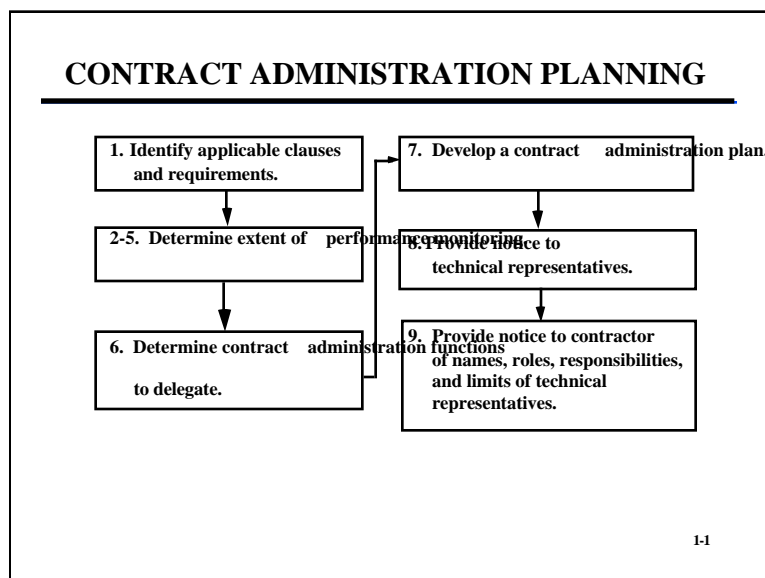 CONTRACT ADMINISTRATION PLANNING
1. Identify applicable clauses
and requirements.
2-5. Determine extent of performance monitoring
6. Determine contract administration functions
to delegate.
7. Develop a contract administration plan.
8. Provide notice to
technical representatives.
9. Provide notice to contractor
of names, roles, responsibilities,
and limits of technical
representatives.
1-1